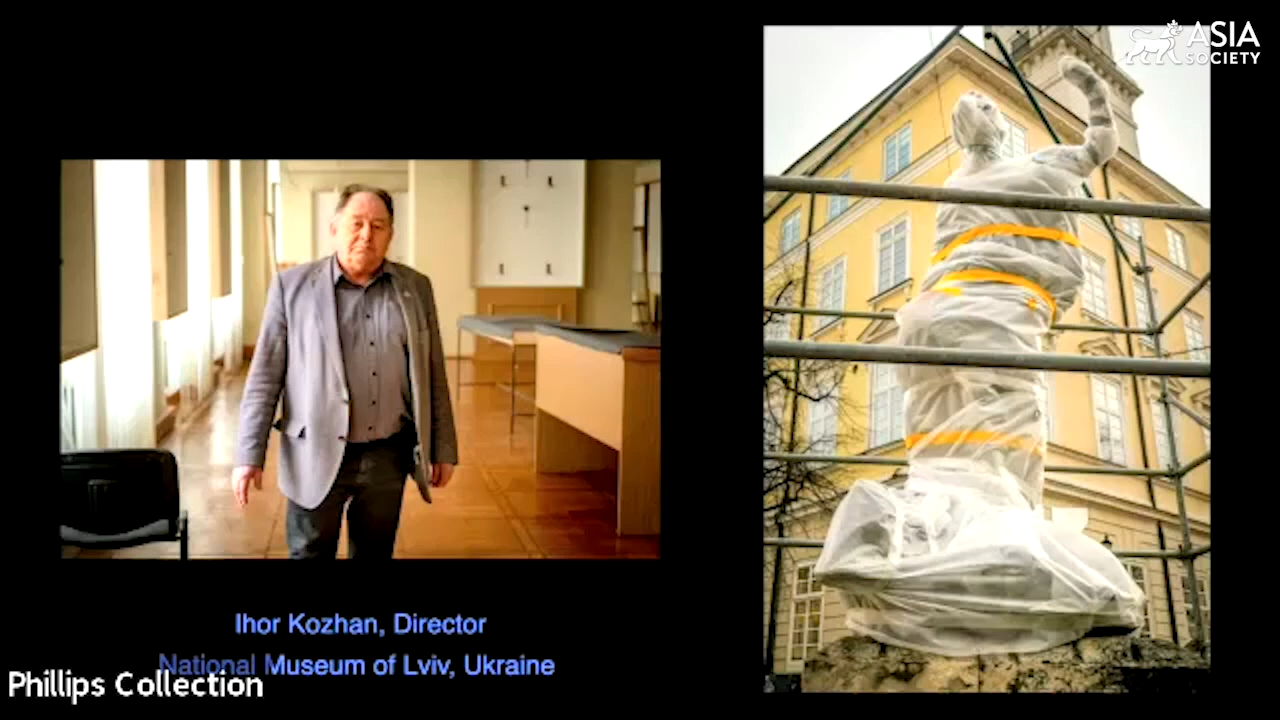 ASIA
SOCIETY
Ihor Kozhan, Director
National Museum of Lviv, Ukraine
Phillips Collection